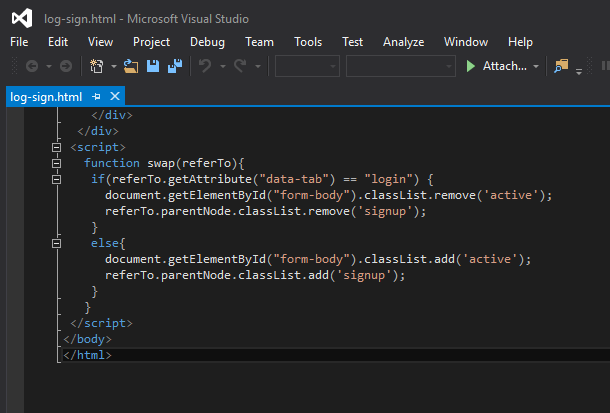 log-sign.html - Microsoft Visual Studio
File Edit View Project Debug Team Tools Test Analyze Window Help
Attach...
log-sign.html
</div>
</div>
<script>
function swap(referTo){
if(referTo.getAttribute("data-tab") == "login") {
document.getElementById("form-body").classList.remove('active');
referTo.parentNode.classList.remove('signup');
}
else{
document.getElementById("form-body").classList.add('active');
referTo.parentNode.classList.add('signup');
}
}
</script>
</body>
</html>